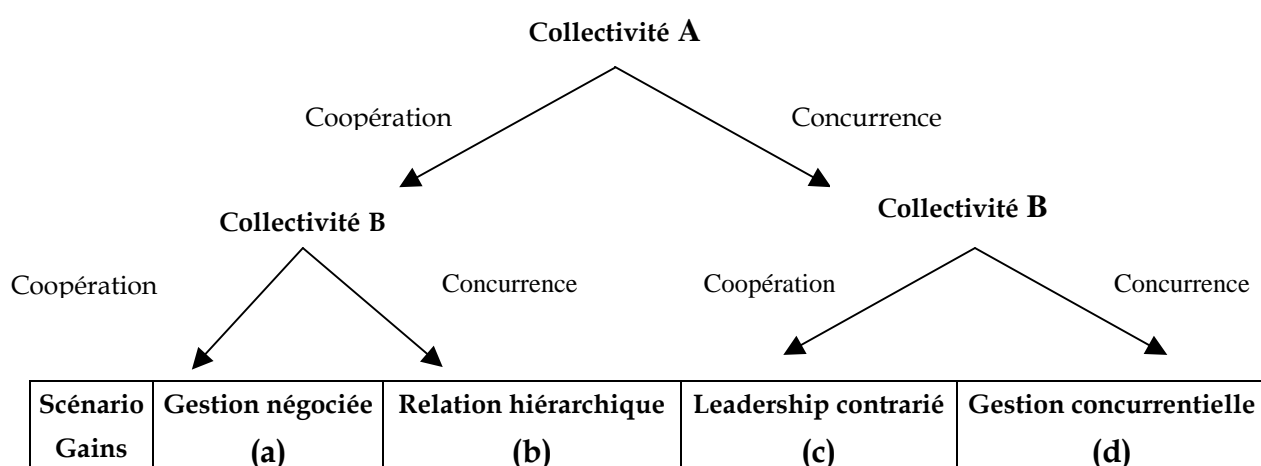 Collectivité A
Coopération
Concurrence
Collectivité B
Collectivité B
Coopération
Concurrence
Coopération
Concurrence
Scénario Gestion négociée Relation hiérarchique Leadership contrarié Gestion concurrentielle
Gains (a) (b) (c) (d)